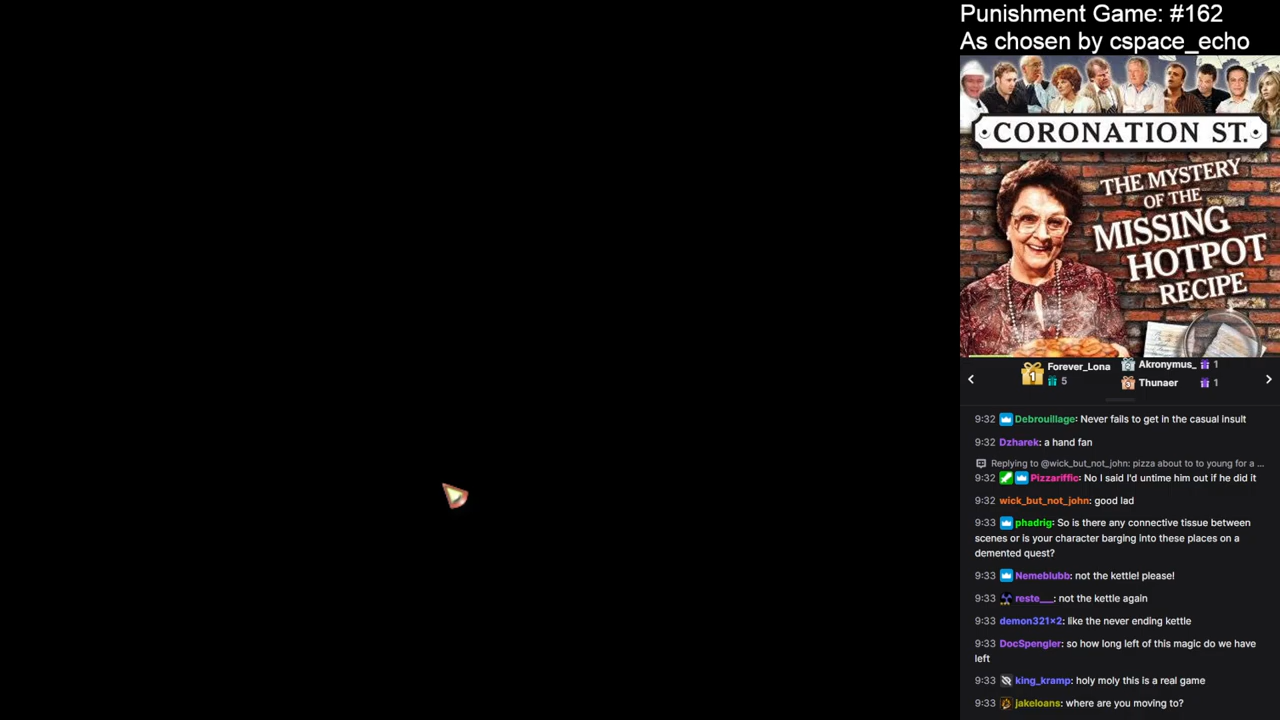 Punishment Game: #162
As chosen by cspace_echo
CORONATION ST.
THE MYSTERY
OF THE
MISSING
HOTPOT
RECIPE
1 Forever_Lona 5
Akronymus_ 1
Thunaer 1
9:32 Debrouillage: Never fails to get in the casual insult
9:32 Dzharek: a hand fan
Replying to @wick_but_not_john: pizza about to to young for a ...
9:32 Pizzariffic: No I said I'd untime him out if he did it
9:32 wick_but_not_john: good lad
9:33 phadrig: So is there any connective tissue between
scenes or is your character barging into these places on a
demented quest?
9:33 Nemeblubb: not the kettle! please!
9:33 reste___: not the kettle again
9:33 demon321x2: like the never ending kettle
9:33 DocSpengler: so how long left of this magic do we have
left
9:33 king_kramp: holy moly this is a real game
9:33 jakeloans: where are you moving to?